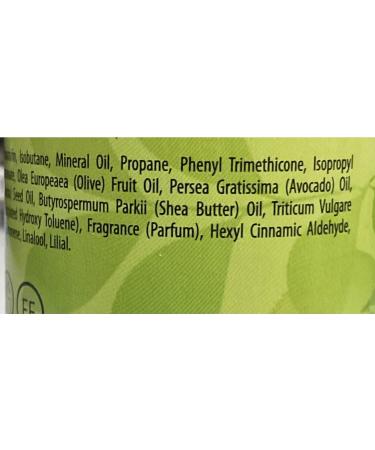 Isobutane, Mineral Oil, Propane, Phenyl Trimethicone, Isopropyl
Olea Europeaea (Olive) Fruit Oil, Persea Gratissima (Avocado) Oil,
Seed Oil, Butyrospermum Parkii (Shea Butter) Oil, Triticum Vulgare
Hydroxy Toluene), Fragrance (Parfum), Hexyl Cinnamic Aldehyde,
Linalool, Lilial.